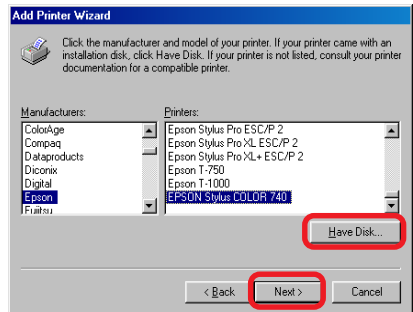 Add Printer Wizard
Click the manufacturer and model of your printer. If your printer came with an
installation disk, click Have Disk. If your printer is not listed, consult your printer
documentation for a compatible printer.
Manufacturers:
ColorAge
Compaq
Dataproducts
Diconix
Digital
Epson
Fujitsu
Printers:
Epson Stylus Pro ESC/P 2
Epson Stylus Pro XL ESC/P 2
Epson Stylus Pro XL+ ESC/P 2
Epson T-750
Epson T-1000
EPSON Stylus COLOR 740
Have Disk...
< Back Next > Cancel